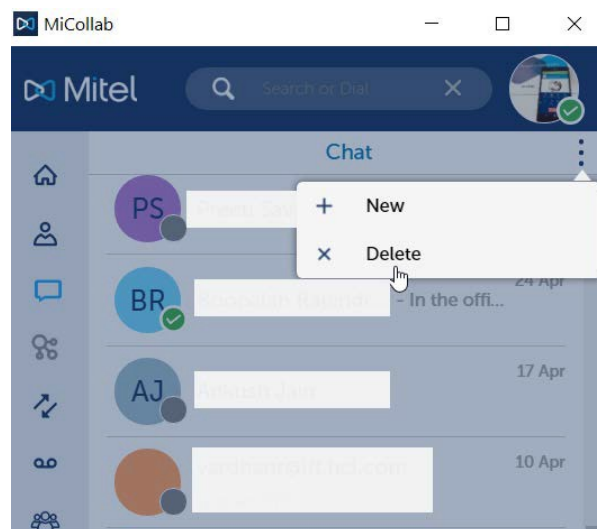 MiCollab
Mitel
Search or Dial
Chat
PS
New
Delete
BR
- In the offi...
24 Apr
AJ
17 Apr
10 Apr